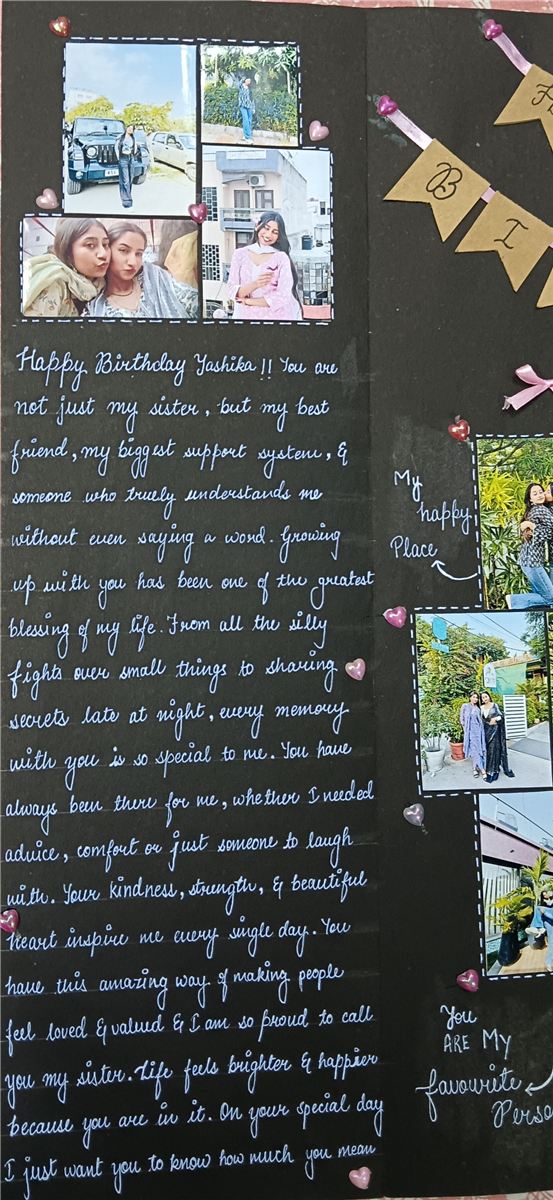 Happy Birthday Yashika !! You are
not just my sister, but my best
friend, my biggest support system, &
someone who truely understands me
without even saying a word. Growing
up with you has been one of the greatest
blessing of my life. From all the silly
fights over small things to sharing
secrets late at night, every memory
with you is so special to me. You have
always been there for me, whether I needed
advice, comfort or just someone to laugh
with. Your kindness, strength, & beautiful
heart inspire me every single day. You
have this amazing way of making people
feel loved & valued & I am so proud to call
you my sister. Life feels brighter & happier
because you are in it. On your special day
I just want you to know how much you mean
B
I
My
happy
Place
You
ARE MY
favourite